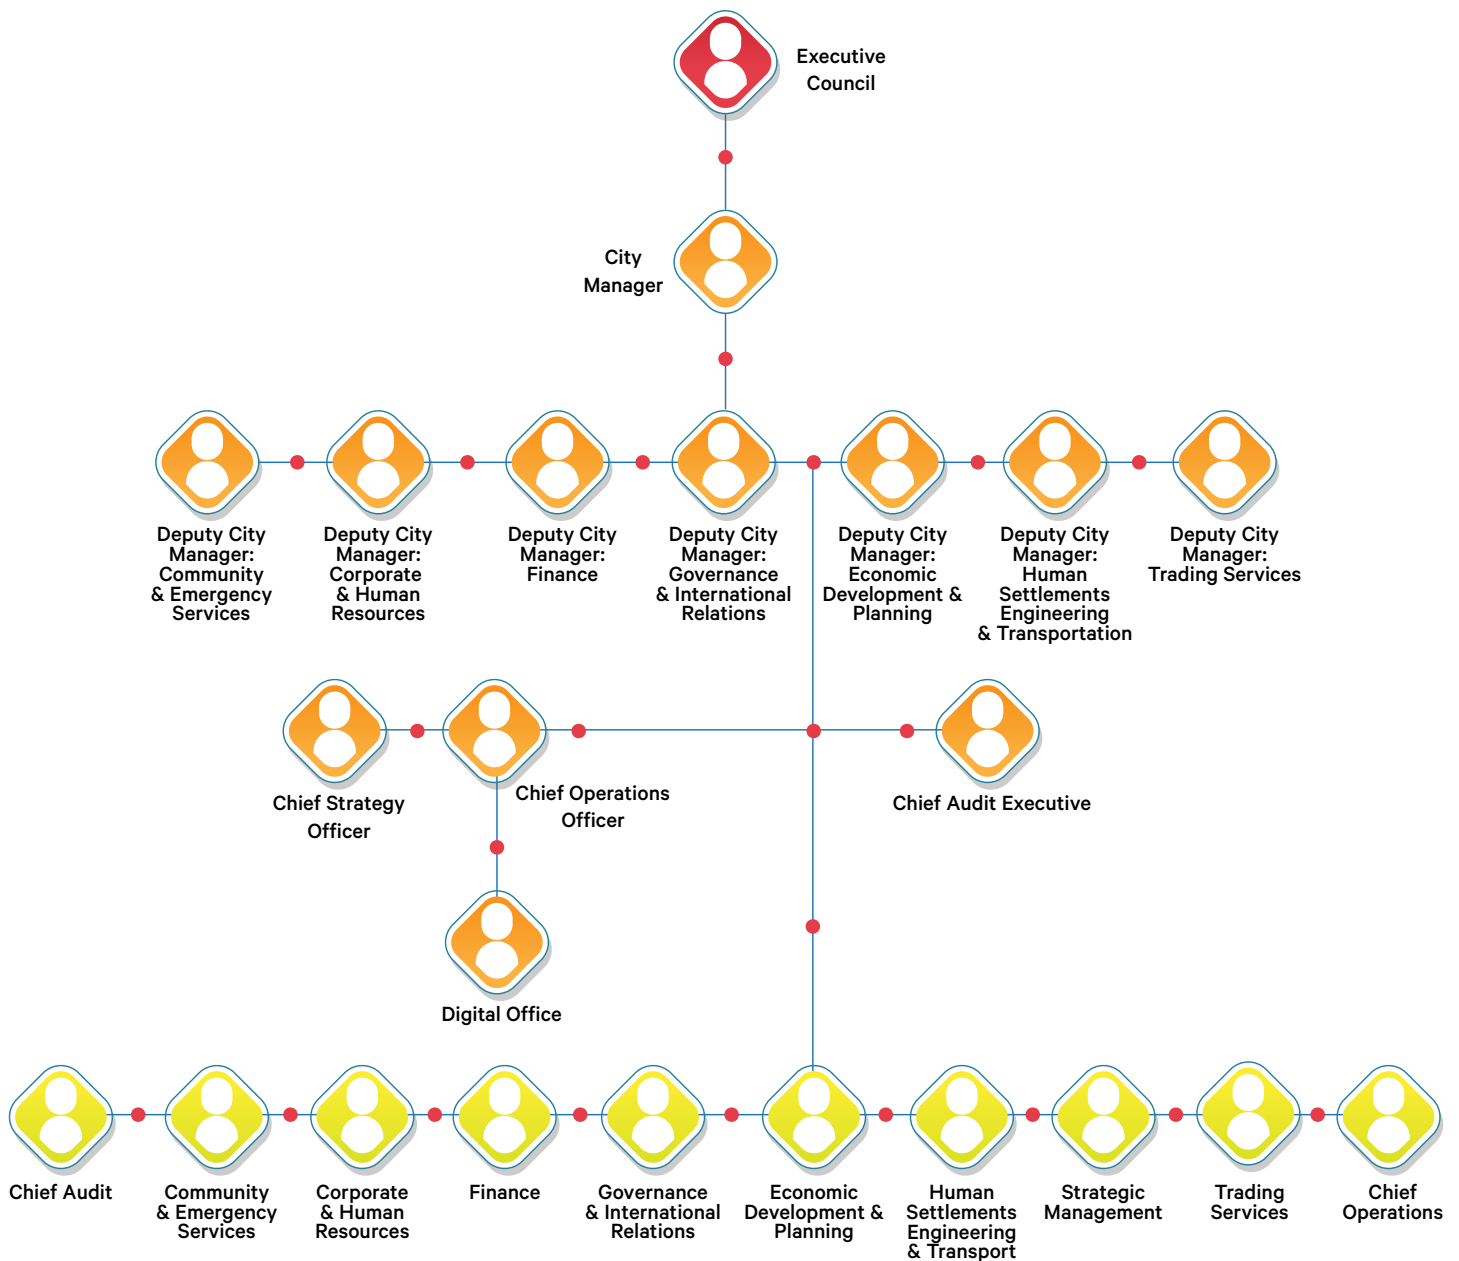 Executive
Council
City
Manager
Deputy City
Manager:
Community
& Emergency
Services
Deputy City
Manager:
Corporate
& Human
Resources
Deputy City
Manager:
Finance
Deputy City
Manager:
Governance
& International
Relations
Deputy City
Manager:
Economic
Development &
Planning
Deputy City
Manager:
Human
Settlements
Engineering
& Transportation
Deputy City
Manager:
Trading Services
Chief Strategy
Officer
Chief Operations
Officer
Chief Audit Executive
Digital Office
Chief Audit
Community
& Emergency
Services
Corporate
& Human
Resources
Finance
Governance
& International
Relations
Economic
Development &
Planning
Human
Settlements
Engineering
& Transport
Strategic
Management
Trading
Services
Chief
Operations